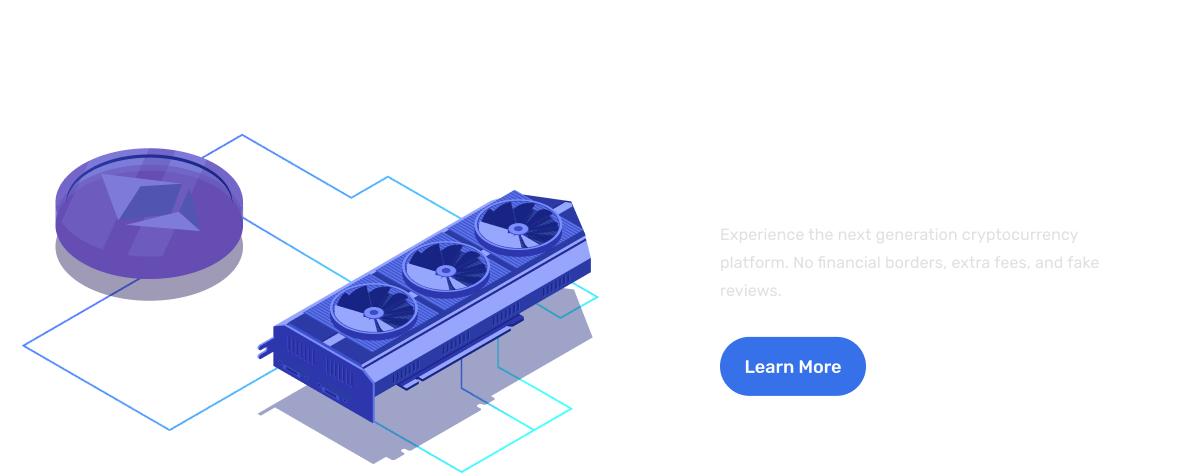 Experience the next generation cryptocurrency
platform. No financial borders, extra fees, and fake
reviews.
Learn More